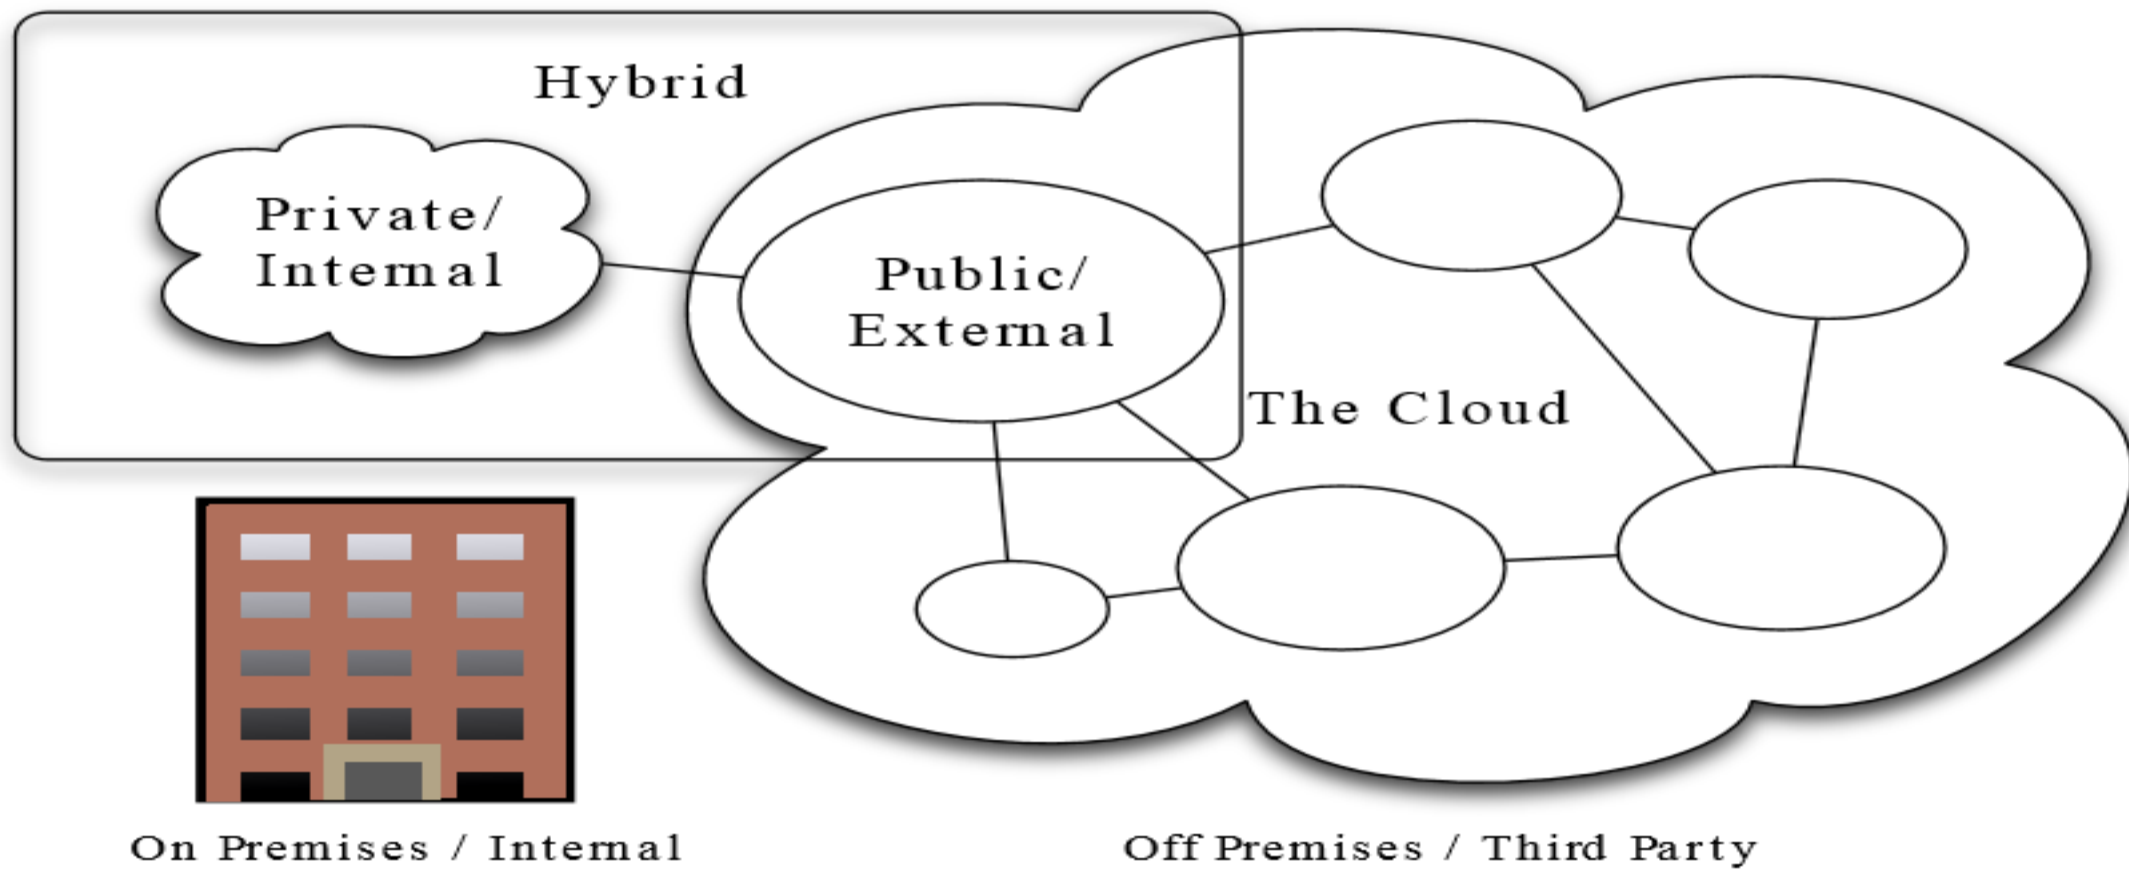 Hybrid
Private/
Internal
Public/
External
The Cloud
On Premises / Internal
Off Premises / Third Party